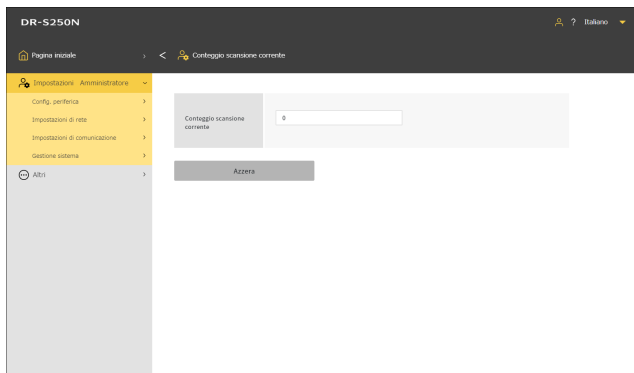 DR-S250N
? Italiano
Pagina iniziale
Conteggio scansione corrente
Impostazioni Amministratore
Config. periferica
Impostazioni di rete
Impostazioni di comunicazione
Gestione sistema
Altri
Conteggio scansione
corrente
0
Azzera